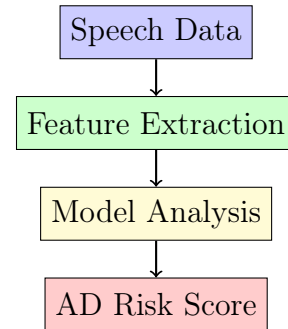 Speech Data
Feature Extraction
Model Analysis
AD Risk Score